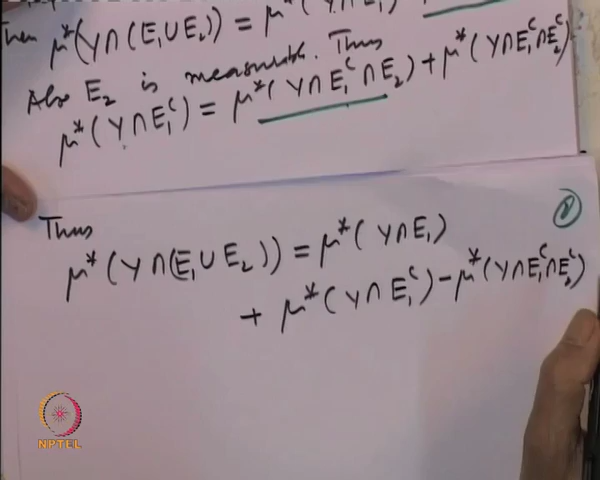 Then μ*(Y∩(E₁∪E₂)) = μ*(Y∩E₁)
Also E₂ is measurable. Thus
μ*(Y∩E₁ᶜ) = μ*(Y∩E₁ᶜ∩E₂) + μ*(Y∩E₁ᶜ∩E₂ᶜ)
Thus
2
μ*(Y∩(E₁∪E₂)) = μ*(Y∩E₁)
+ μ*(Y∩E₁ᶜ) - μ*(Y∩E₁ᶜ∩E₂ᶜ)
NPTEL